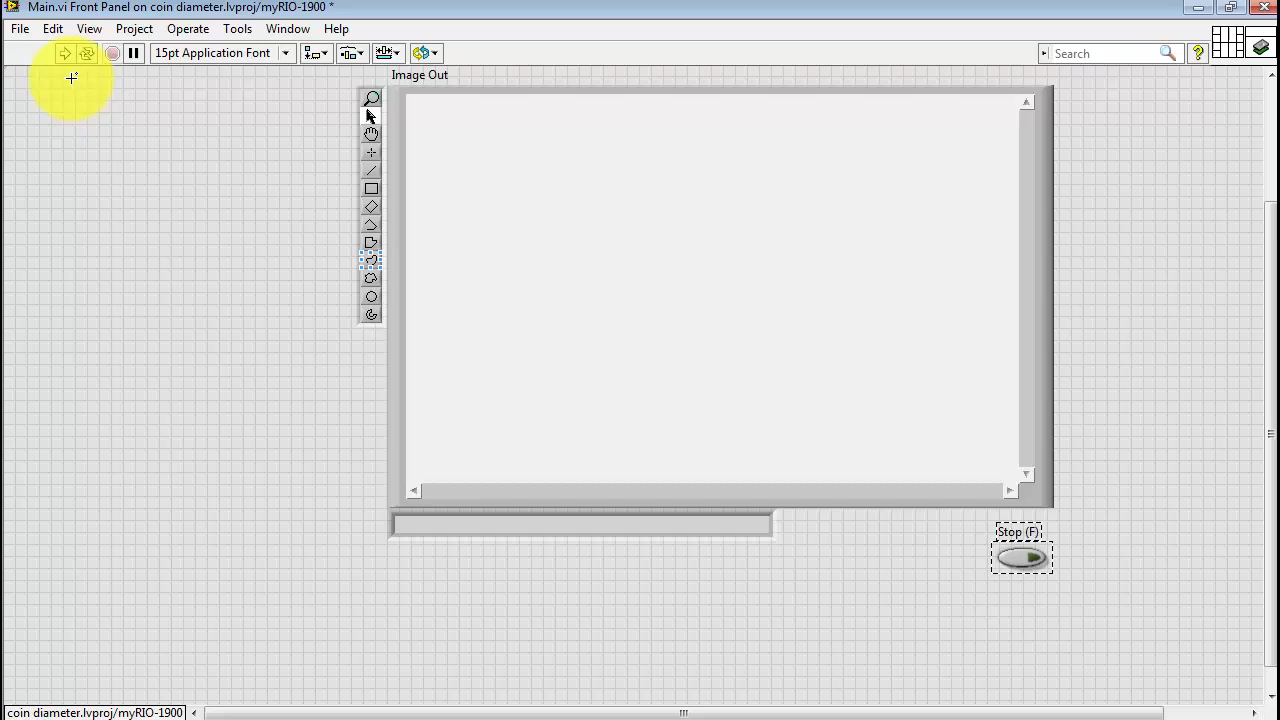 Main.vi Front Panel on coin diameter.lvproj/myRIO-1900 *
File Edit View Project Operate Tools Window Help
15pt Application Font
Search
?
Image Out
Stop (F)
coin diameter.lvproj/myRIO-1900